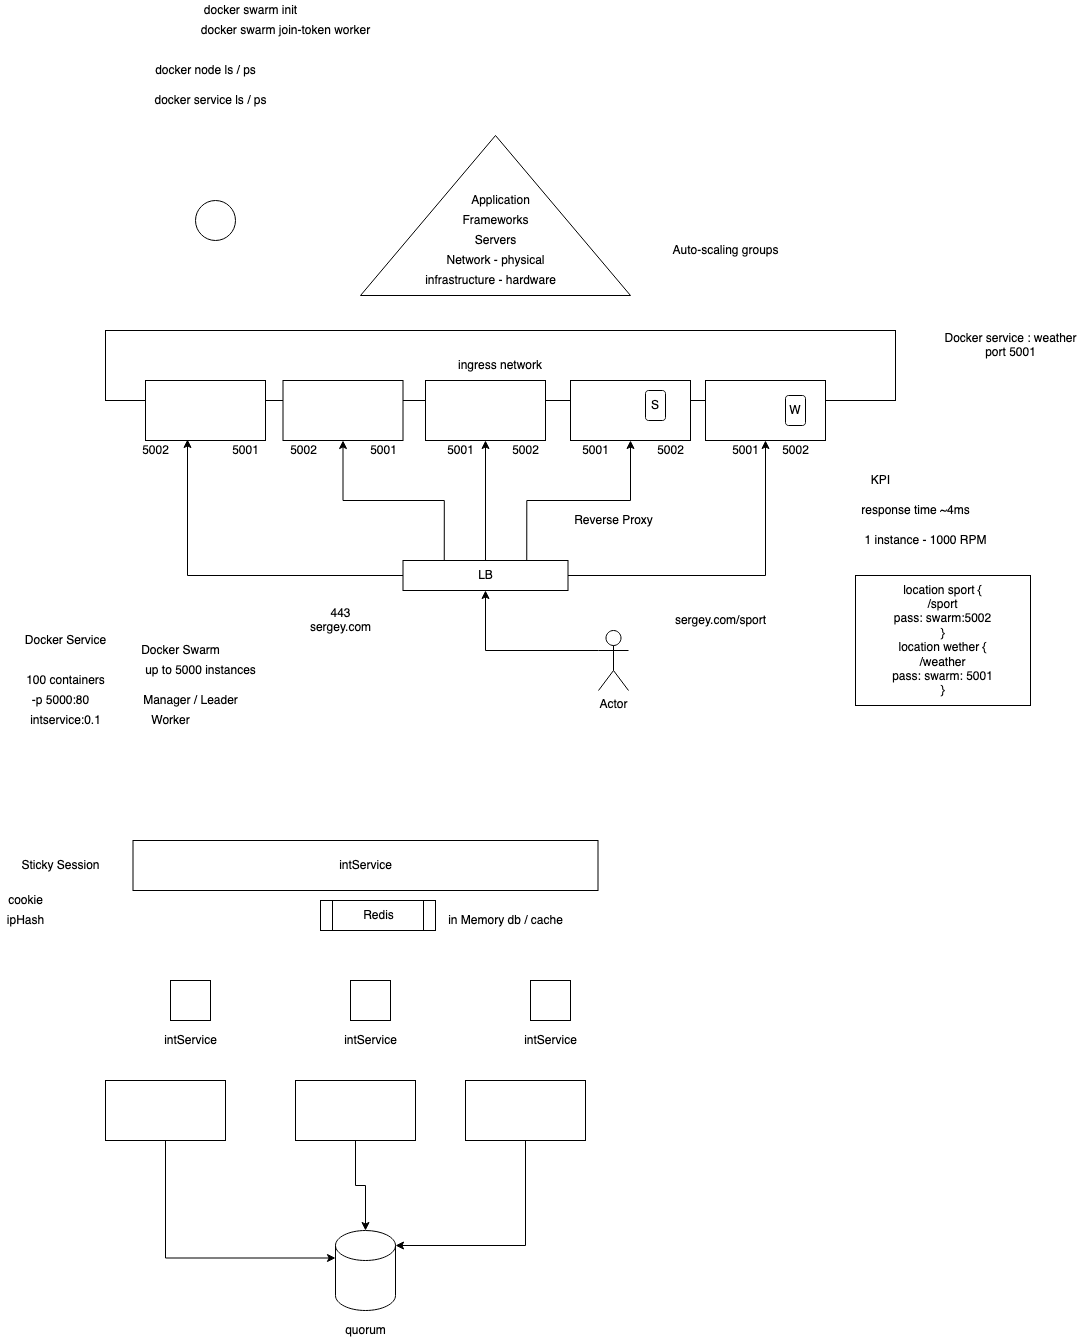 docker swarm init
docker swarm join-token worker
docker node ls / ps
docker service ls / ps
Application
Frameworks
Servers
Network - physical
infrastructure - hardware
Auto-scaling groups
Docker service : weather
port 5001
ingress network
S
W
5002
5001
5002
5001
5001
5002
5001
5002
5001
5002
KPI
response time ~4ms
1 instance - 1000 RPM
Reverse Proxy
LB
443
sergey.com
sergey.com/sport
location sport {
/sport
pass: swarm:5002
}
location wether {
/weather
pass: swarm: 5001
}
Docker Service
100 containers
-p 5000:80
intservice:0.1
Docker Swarm
up to 5000 instances
Manager / Leader
Worker
Actor
Sticky Session
cookie
ipHash
intService
Redis
in Memory db / cache
intService
intService
intService
quorum